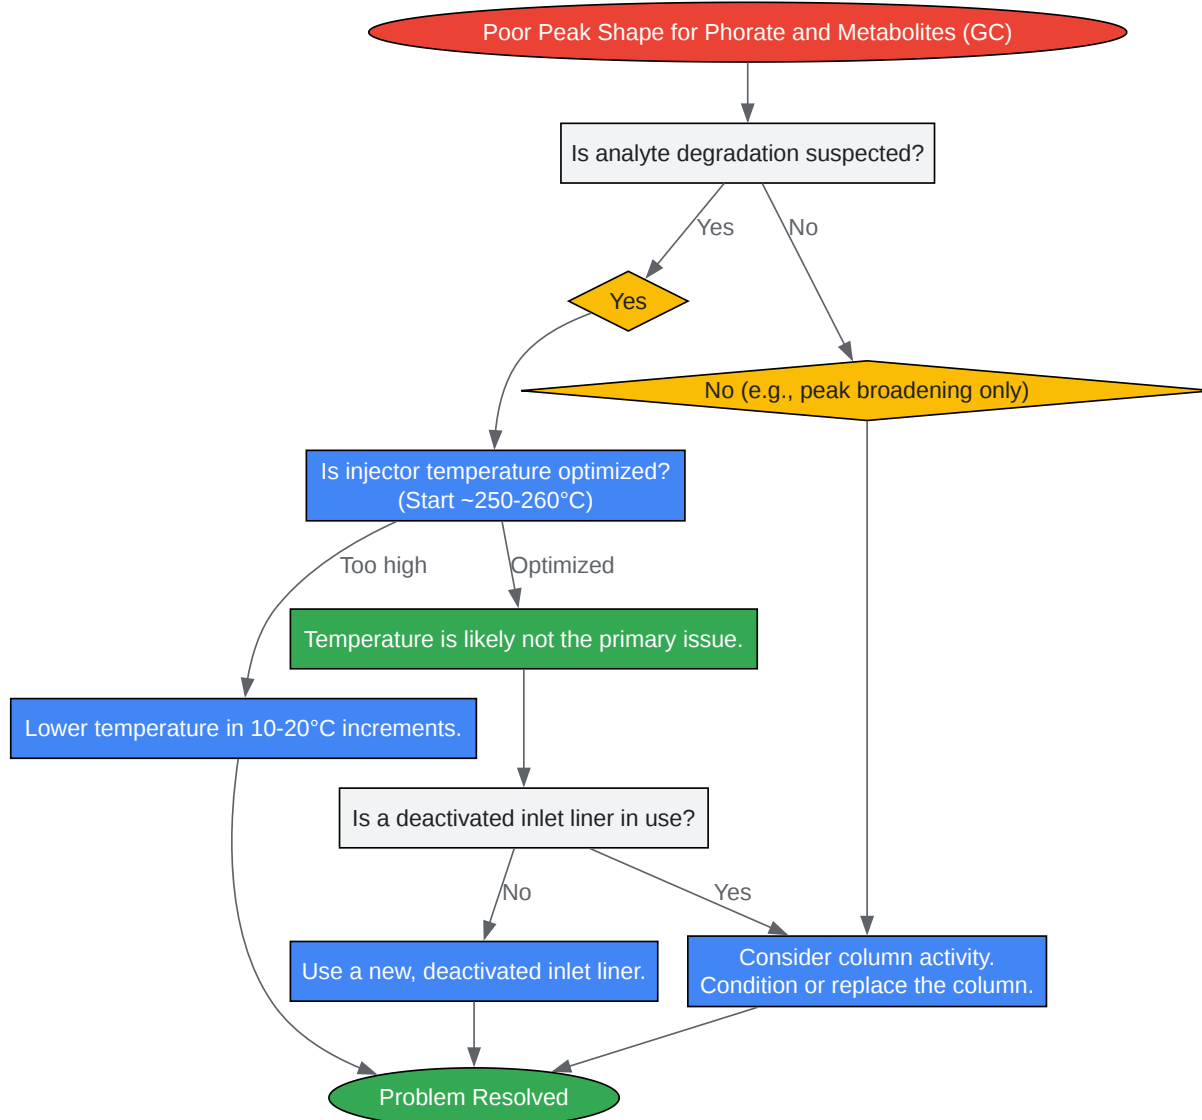 Poor Peak Shape for Phorate and Metabolites (GC)
Is analyte degradation suspected?
Yes
No
Yes
No (e.g., peak broadening only)
Is injector temperature optimized?
(Start ~250-260°C)
Too high
Optimized
Temperature is likely not the primary issue.
Lower temperature in 10-20°C increments.
Is a deactivated inlet liner in use?
No
Yes
Use a new, deactivated inlet liner.
Consider column activity.
Condition or replace the column.
Problem Resolved